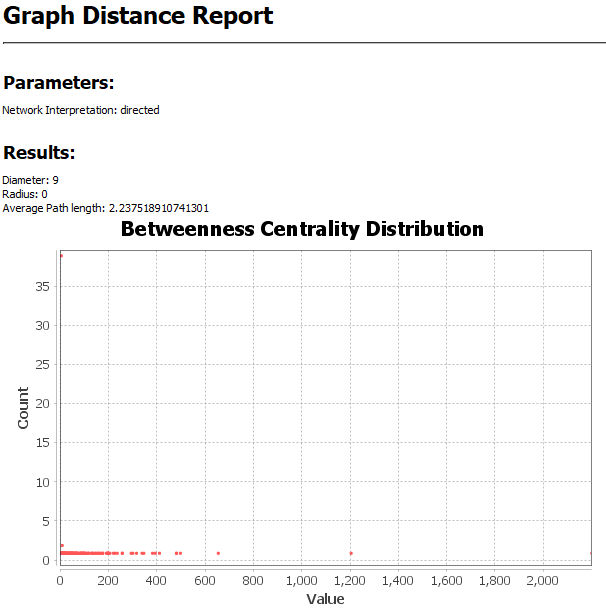 Graph Distance Report
Parameters:
Network Interpretation: directed
Results:
Diameter: 9
Radius: 0
Average Path length: 2.237518910741301
Betweenness Centrality Distribution
35
30
25
20
15
10
5
0
Count
0 200 400 600 800 1,000 1,200 1,400 1,600 1,800 2,000
Value